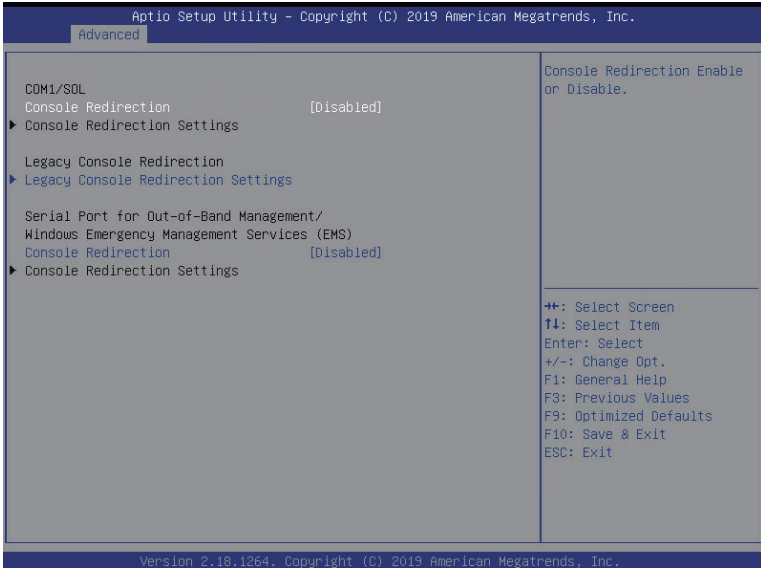 Aptio Setup Utility – Copyright (C) 2019 American Megatrends, Inc.
Advanced
COM1/SOL
Console Redirection [Disabled]
▶ Console Redirection Settings
Legacy Console Redirection
▶ Legacy Console Redirection Settings
Serial Port for Out-of-Band Management/
Windows Emergency Management Services (EMS)
Console Redirection [Disabled]
▶ Console Redirection Settings
Console Redirection Enable
or Disable.
→←: Select Screen
↑↓: Select Item
Enter: Select
+/-: Change Opt.
F1: General Help
F3: Previous Values
F9: Optimized Defaults
F10: Save & Exit
ESC: Exit
Version 2.18.1264. Copyright (C) 2019 American Megatrends, Inc.